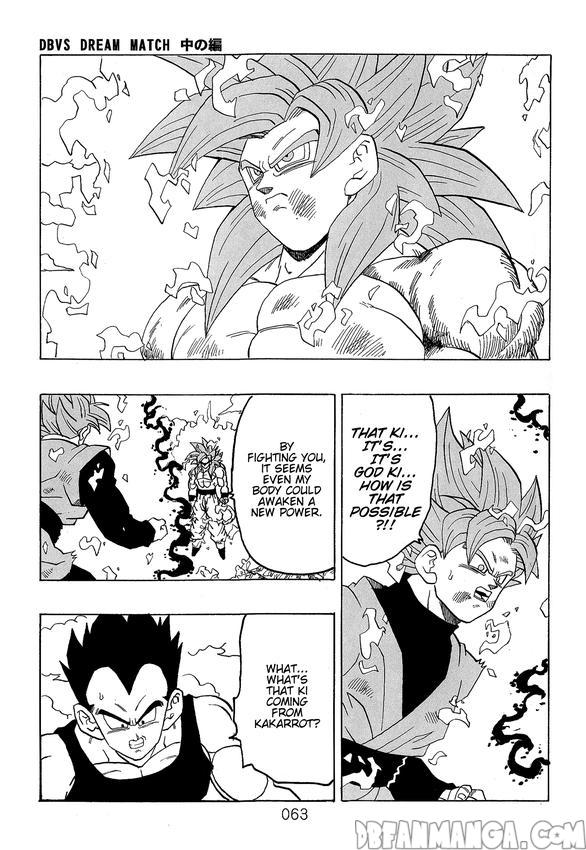 DBVS DREAM MATCH 中の編
THAT KI...
IT'S...
IT'S
GOD KI...
HOW IS
THAT
POSSIBLE
?!!
BY
FIGHTING YOU,
IT SEEMS
EVEN MY
BODY COULD
AWAKEN A
NEW POWER.
WHAT...
WHAT'S
THAT KI
COMING
FROM
KAKARROT?
063
DBFANMANGA.COM